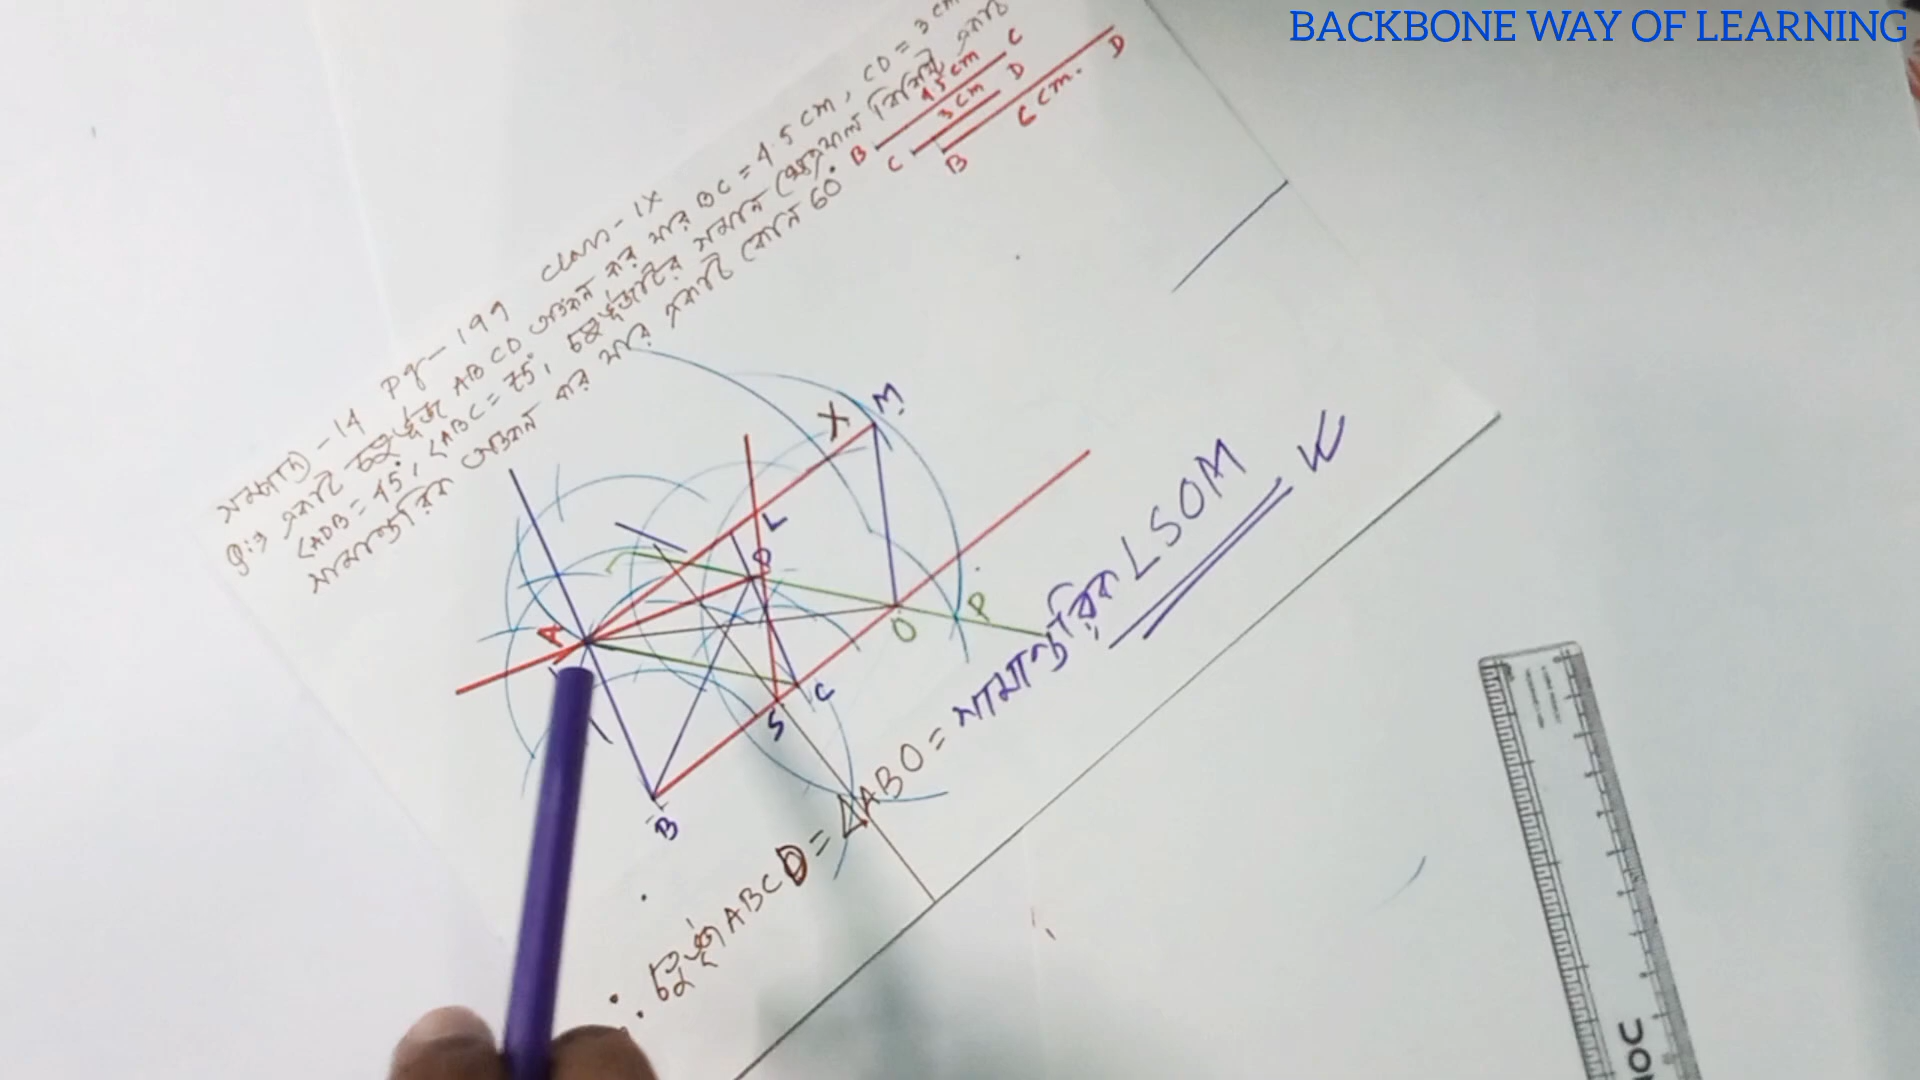 BACKBONE WAY OF LEARNING
সম্পাদ্য - 14 pg - 199 Class - IX
Q:3 একটি চতুর্ভুজ ABCD অঙ্কন কর যার BC = 4.5 cm, CD = 3 cm
∠ADB = 45°, ∠ABC = 75°, চতুর্ভুজটির সমান ক্ষেত্রফল বিশিষ্ট একটি
সামান্তরিক অঙ্কন কর যার একটি কোন 60°
B 4.5 cm C
C 3 cm D
B 6 cm. D
X M
L
D
A
O P
C
S
B
∴ চতুর্ভুজ ABCD = △ABO = সামান্তরিক LSOM